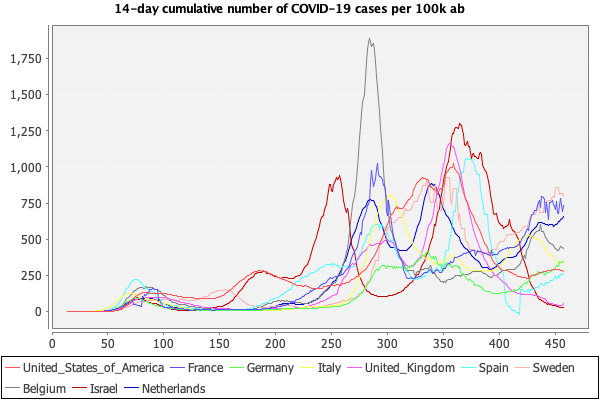 14-day cumulative number of COVID-19 cases per 100k ab
1,750
1,500
1,250
1,000
750
500
250
0
0 50 100 150 200 250 300 350 400 450
United_States_of_America France Germany Italy United_Kingdom Spain Sweden
Belgium Israel Netherlands